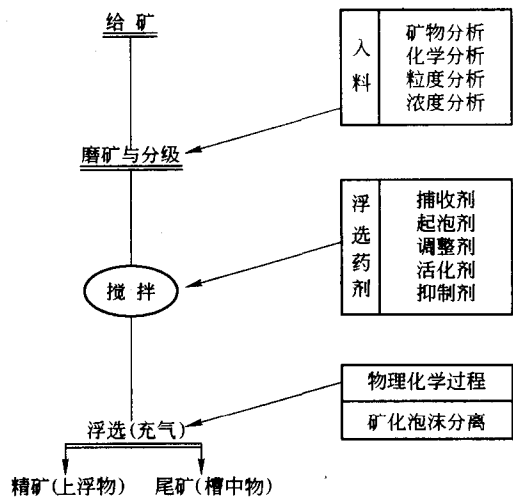 给矿
入料
矿物分析
化学分析
粒度分析
浓度分析
磨矿与分级
浮选药剂
捕收剂
起泡剂
调整剂
活化剂
抑制剂
搅拌
物理化学过程
矿化泡沫分离
浮选(充气)
精矿(上浮物)
尾矿(槽中物)